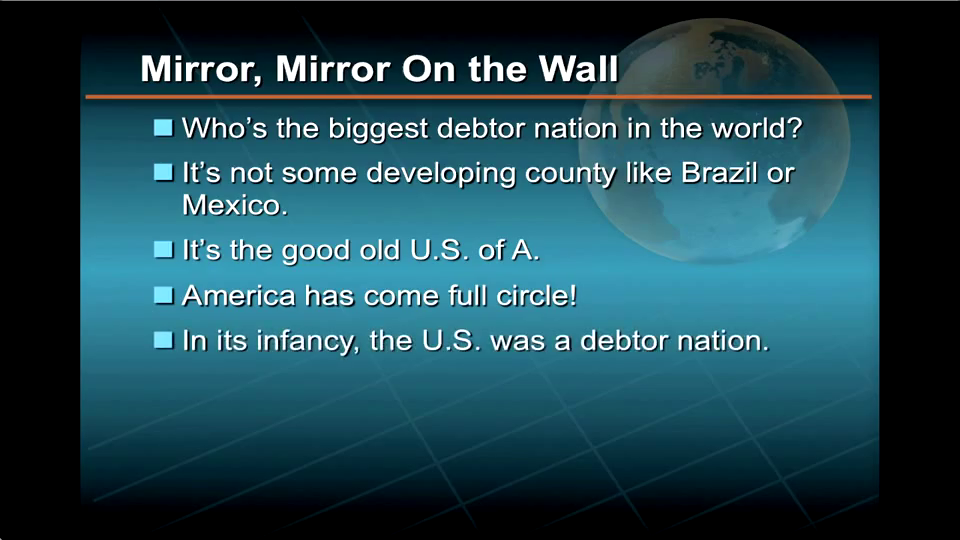 Mirror, Mirror On the Wall
Who's the biggest debtor nation in the world?
It's not some developing county like Brazil or
Mexico.
It's the good old U.S. of A.
America has come full circle!
In its infancy, the U.S. was a debtor nation.